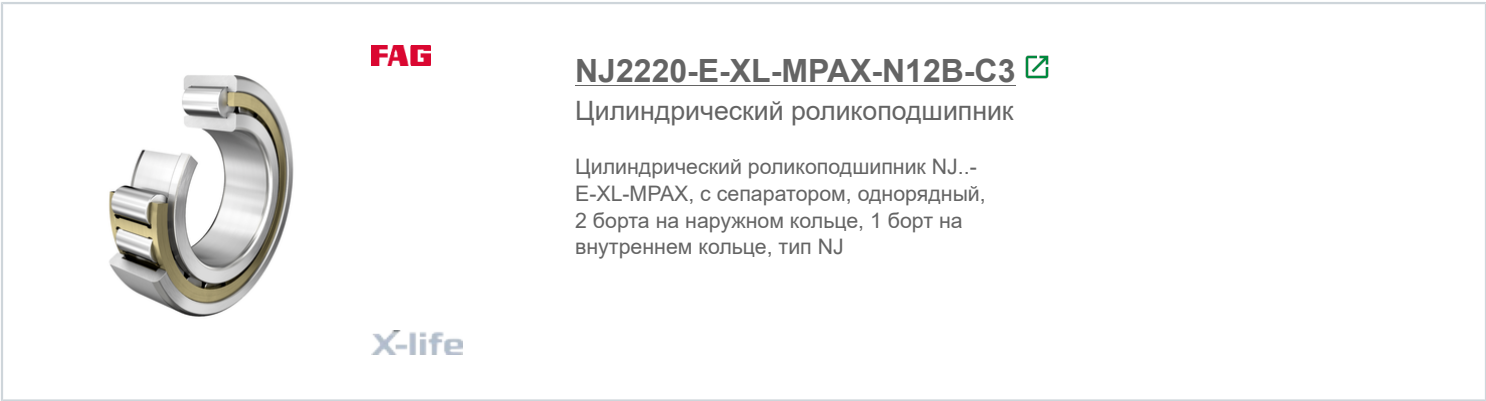 FAG
NJ2220-E-XL-MPAX-N12B-C3
Цилиндрический роликоподшипник
Цилиндрический роликоподшипник NJ..-
E-XL-MPAX, с сепаратором, однорядный,
2 борта на наружном кольце, 1 борт на
внутреннем кольце, тип NJ
X-life